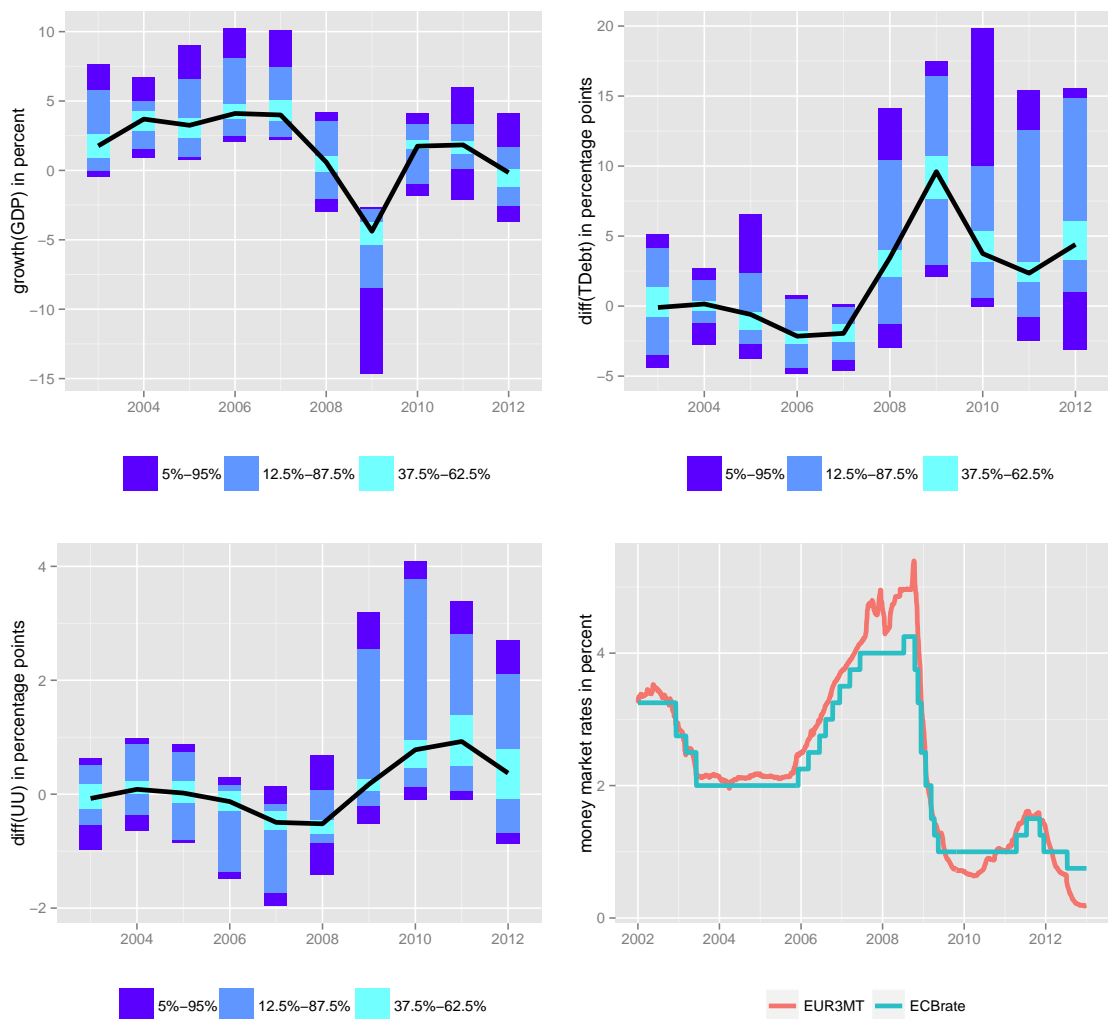 growth(GDP) in percent
10
5
0
−5
−10
−15
2004 2006 2008 2010 2012
5%−95% 12.5%−87.5% 37.5%−62.5%
diff(TDebt) in percentage points
20
15
10
5
0
−5
2004 2006 2008 2010 2012
5%−95% 12.5%−87.5% 37.5%−62.5%
diff(UU) in percentage points
4
2
0
−2
2004 2006 2008 2010 2012
5%−95% 12.5%−87.5% 37.5%−62.5%
money market rates in percent
4
2
0
2002 2004 2006 2008 2010 2012
EUR3MT ECBrate